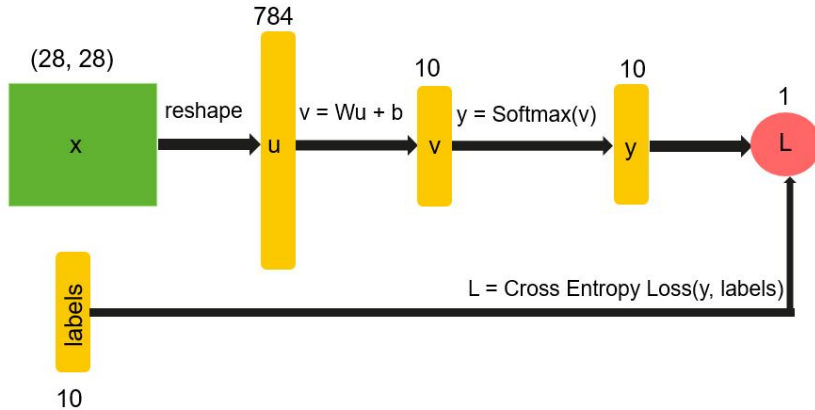 784
(28, 28)
10
10
1
reshape
v = Wu + b
y = Softmax(v)
x
u
v
y
L
labels
L = Cross Entropy Loss(y, labels)
10